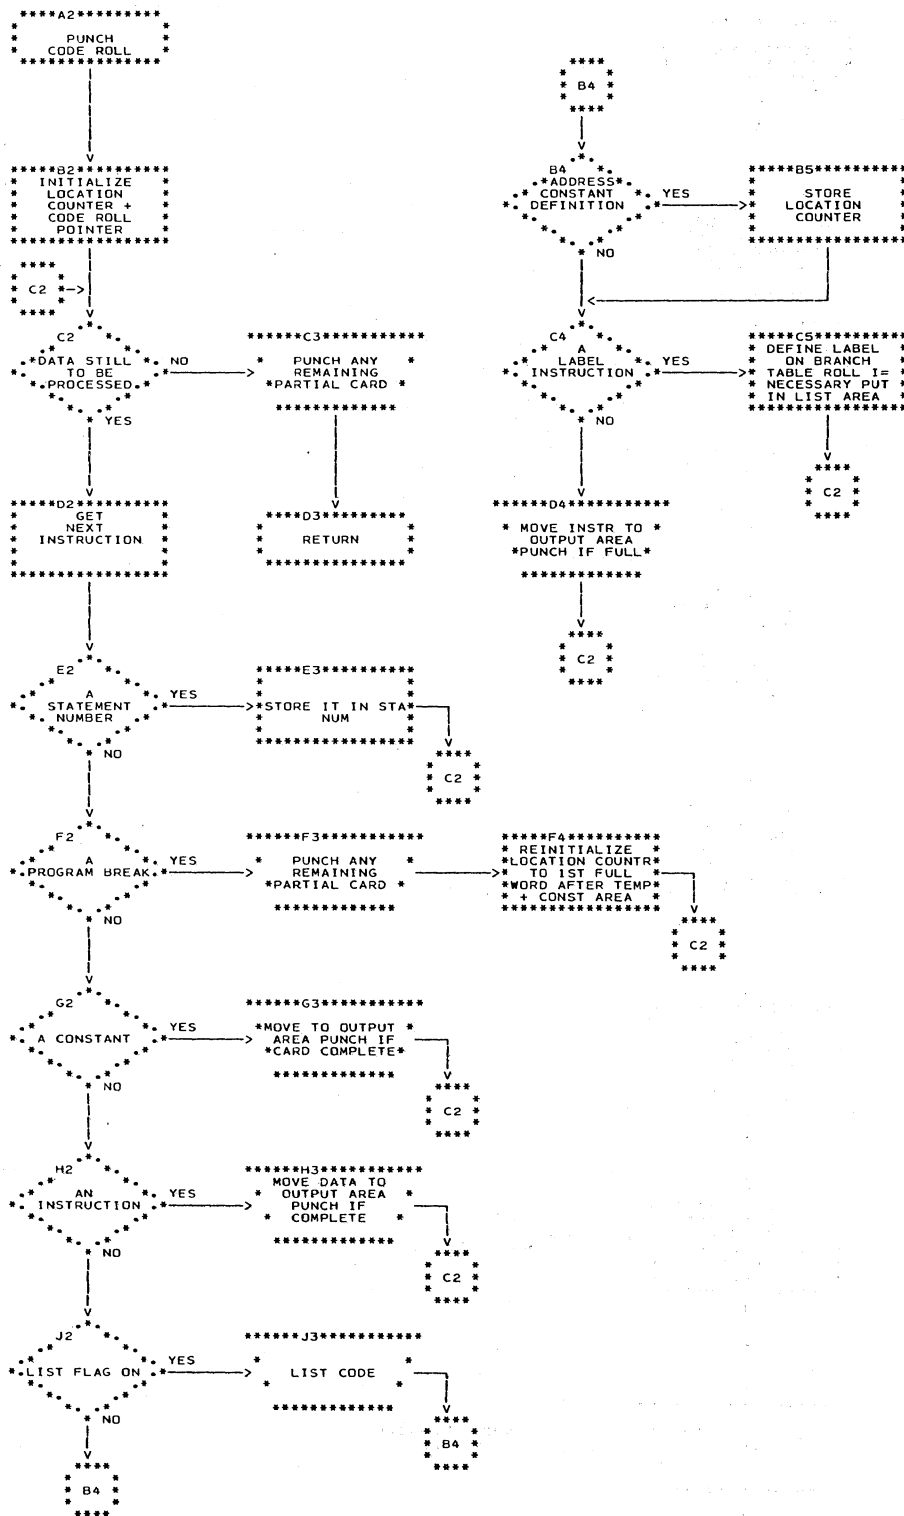 A2
PUNCH
CODE ROLL
B2
INITIALIZE
LOCATION
COUNTER +
CODE ROLL
POINTER
C2
C2
DATA STILL
TO BE
PROCESSED
NO
YES
C3
PUNCH ANY
REMAINING
PARTIAL CARD
D2
GET
NEXT
INSTRUCTION
D3
RETURN
E2
A
STATEMENT
NUMBER
YES
NO
E3
STORE IT IN STA
NUM
C2
F2
A
PROGRAM BREAK
YES
NO
F3
PUNCH ANY
REMAINING
PARTIAL CARD
F4
REINITIALIZE
LOCATION COUNTR
TO 1ST FULL
WORD AFTER TEMP
+ CONST AREA
C2
G2
A CONSTANT
YES
NO
G3
MOVE TO OUTPUT
AREA PUNCH IF
CARD COMPLETE
C2
H2
AN
INSTRUCTION
YES
NO
H3
MOVE DATA TO
OUTPUT AREA
PUNCH IF
COMPLETE
C2
J2
LIST FLAG ON
YES
NO
J3
LIST CODE
B4
B4
B4
B4
ADDRESS
CONSTANT
DEFINITION
YES
NO
B5
STORE
LOCATION
COUNTER
C4
A
LABEL
INSTRUCTION
YES
NO
C5
DEFINE LABEL
ON BRANCH
TABLE ROLL I=
NECESSARY PUT
IN LIST AREA
C2
D4
MOVE INSTR TO
OUTPUT AREA
PUNCH IF FULL
C2